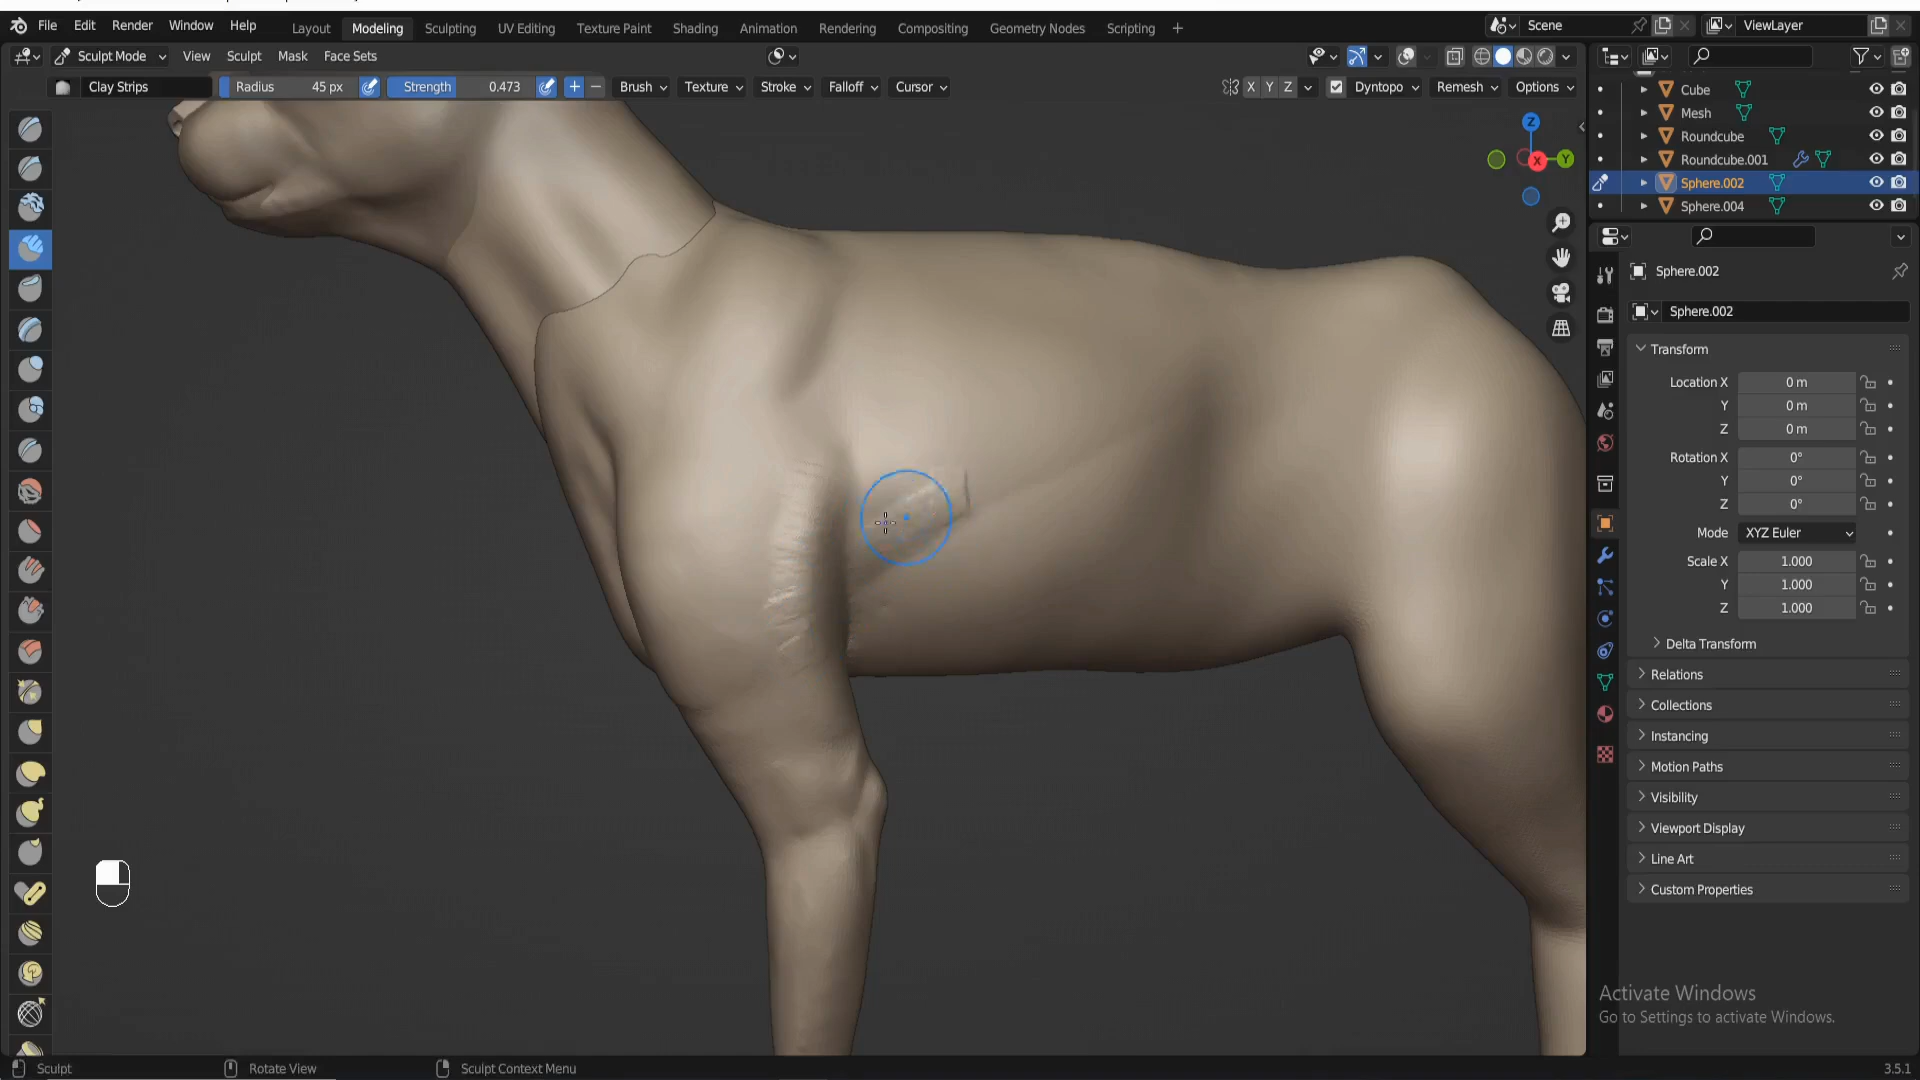 File Edit Render Window Help Layout Modeling Sculpting UV Editing Texture Paint Shading Animation Rendering Compositing Geometry Nodes Scripting + Scene ViewLayer
Sculpt Mode View Sculpt Mask Face Sets
Clay Strips Radius 45 px Strength 0.473 Brush Texture Stroke Falloff Cursor X Y Z Dyntopo Remesh Options
Cube
Mesh
Roundcube
Roundcube.001
Sphere.002
Sphere.004
Z
X
Y
Sphere.002
Sphere.002
Transform
Location X 0 m
Y 0 m
Z 0 m
Rotation X 0°
Y 0°
Z 0°
Mode XYZ Euler
Scale X 1.000
Y 1.000
Z 1.000
Delta Transform
Relations
Collections
Instancing
Motion Paths
Visibility
Viewport Display
Line Art
Custom Properties
Activate Windows
Go to Settings to activate Windows.
Sculpt Rotate View Sculpt Context Menu 3.5.1